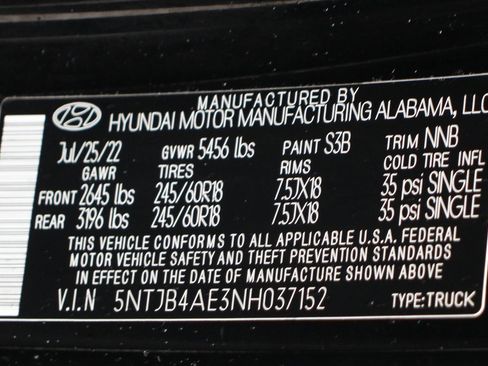 MANUFACTURED BY
HYUNDAI MOTOR MANUFACTURING ALABAMA, LLC
Jul/25/22 GVWR 5456 lbs PAINT S3B TRIM NNB
GAWR TIRES RIMS COLD TIRE INFL
FRONT 2645 lbs 245/60R18 7.5JX18 35 psi SINGLE
REAR 3196 lbs 245/60R18 7.5JX18 35 psi SINGLE
THIS VEHICLE CONFORMS TO ALL APPLICABLE U.S.A. FEDERAL
MOTOR VEHICLE SAFETY AND THEFT PREVENTION STANDARDS
IN EFFECT ON THE DATE OF MANUFACTURE SHOWN ABOVE
V.I.N 5NTJB4AE3NH037152 TYPE:TRUCK